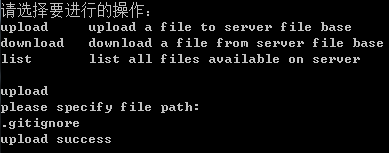 请选择要进行的操作：
upload      upload a file to server file base
download    download a file from server file base
list        list all files available on server

upload
please specify file path:
.gitignore
upload success